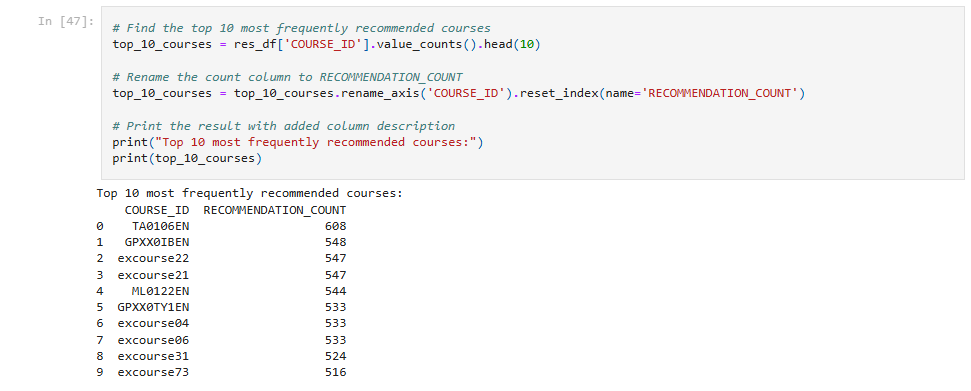 In [47]:
# Find the top 10 most frequently recommended courses
top_10_courses = res_df['COURSE_ID'].value_counts().head(10)
# Rename the count column to RECOMMENDATION_COUNT
top_10_courses = top_10_courses.rename_axis('COURSE_ID').reset_index(name='RECOMMENDATION_COUNT')
# Print the result with added column description
print("Top 10 most frequently recommended courses:")
print(top_10_courses)
Top 10 most frequently recommended courses:
COURSE_ID RECOMMENDATION_COUNT
0 TA0106EN 608
1 GPXX0IBEN 548
2 excourse22 547
3 excourse21 547
4 ML0122EN 544
5 GPXX0TY1EN 533
6 excourse04 533
7 excourse06 533
8 excourse31 524
9 excourse73 516